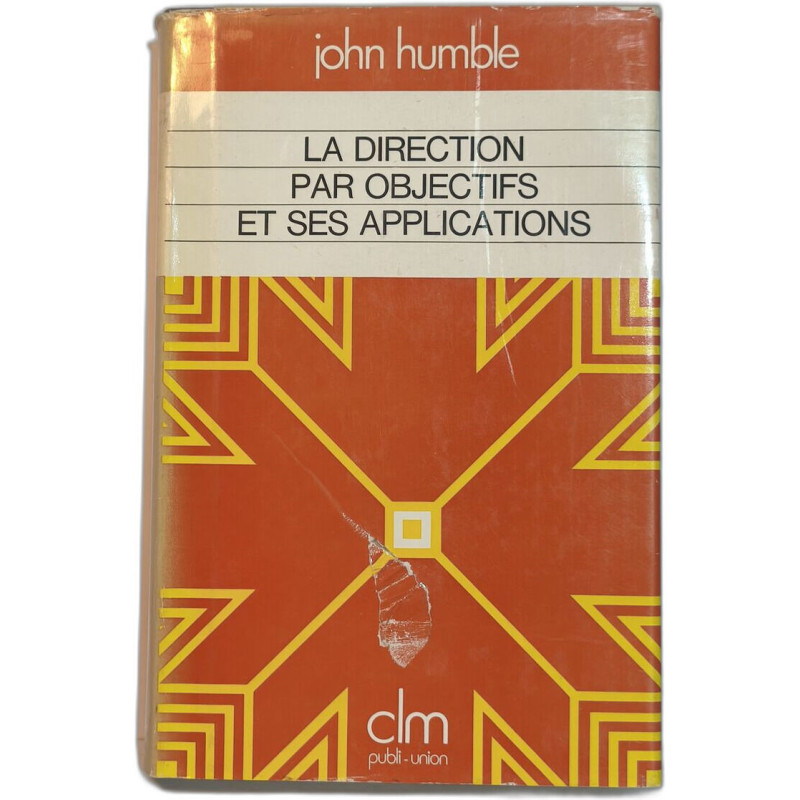 john humble
LA DIRECTION
PAR OBJECTIFS
ET SES APPLICATIONS
clm
publi-union